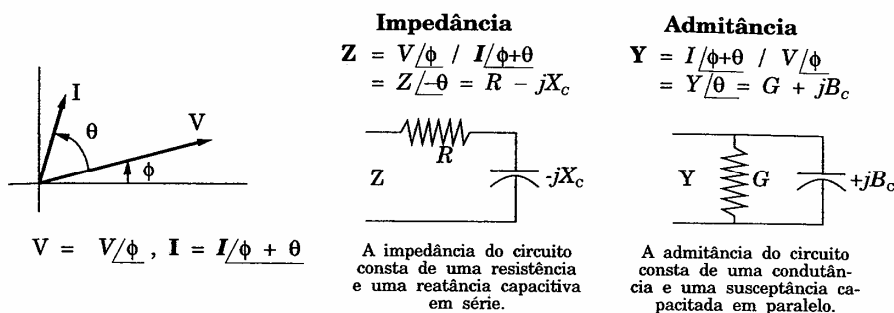 Impedância
Z = V/ϕ / I/ϕ+θ
= Z/-θ = R - jXc
Admitância
Y = I/ϕ+θ / V/ϕ
= Y/θ = G + jBc
I
θ
V
ϕ
V = V/ϕ , I = I/ϕ + θ
R
Z
-jXc
Y
G
+jBc
A impedância do circuito
consta de uma resistência
e uma reatância capacitiva
em série.
A admitância do circuito
consta de uma condutân-
cia e uma susceptância ca-
pacitada em paralelo.